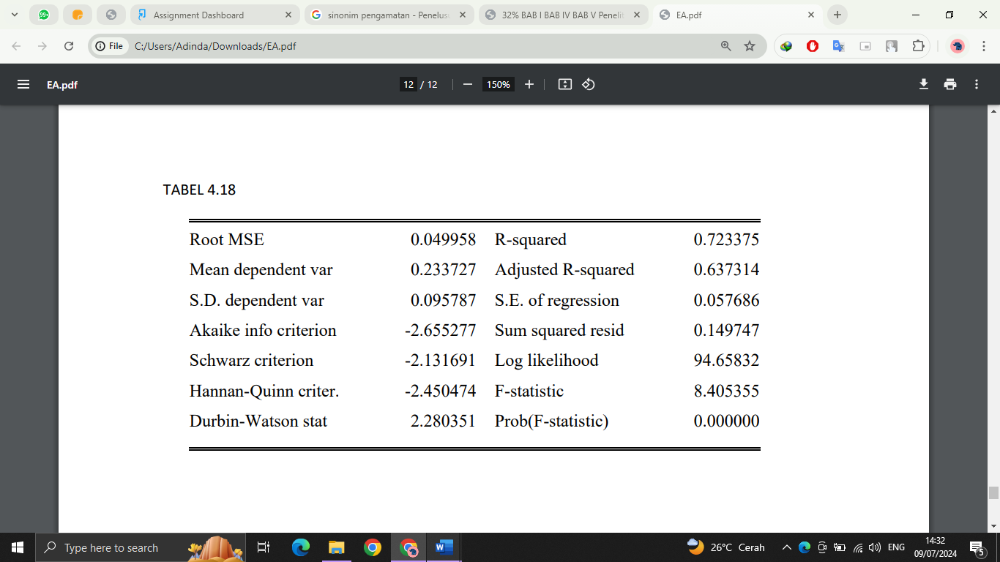 99+
Assignment Dashboard
sinonim pengamatan - Penelus
32% BAB I BAB IV BAB V Penelit
EA.pdf
File C:/Users/Adinda/Downloads/EA.pdf
EA.pdf
12 / 12
150%
TABEL 4.18
Root MSE 0.049958 R-squared 0.723375
Mean dependent var 0.233727 Adjusted R-squared 0.637314
S.D. dependent var 0.095787 S.E. of regression 0.057686
Akaike info criterion -2.655277 Sum squared resid 0.149747
Schwarz criterion -2.131691 Log likelihood 94.65832
Hannan-Quinn criter. -2.450474 F-statistic 8.405355
Durbin-Watson stat 2.280351 Prob(F-statistic) 0.000000
Type here to search
26°C Cerah
ENG
14:32
09/07/2024
5